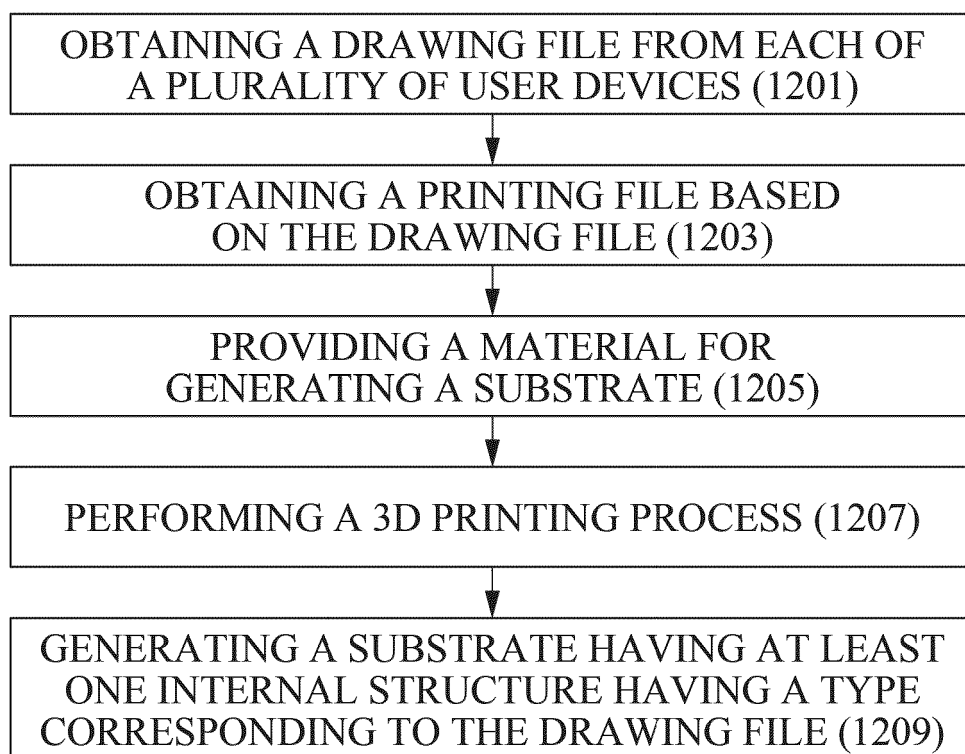 OBTAINING A DRAWING FILE FROM EACH OF
A PLURALITY OF USER DEVICES (1201)
OBTAINING A PRINTING FILE BASED
ON THE DRAWING FILE (1203)
PROVIDING A MATERIAL FOR
GENERATING A SUBSTRATE (1205)
PERFORMING A 3D PRINTING PROCESS (1207)
GENERATING A SUBSTRATE HAVING AT LEAST
ONE INTERNAL STRUCTURE HAVING A TYPE
CORRESPONDING TO THE DRAWING FILE (1209)